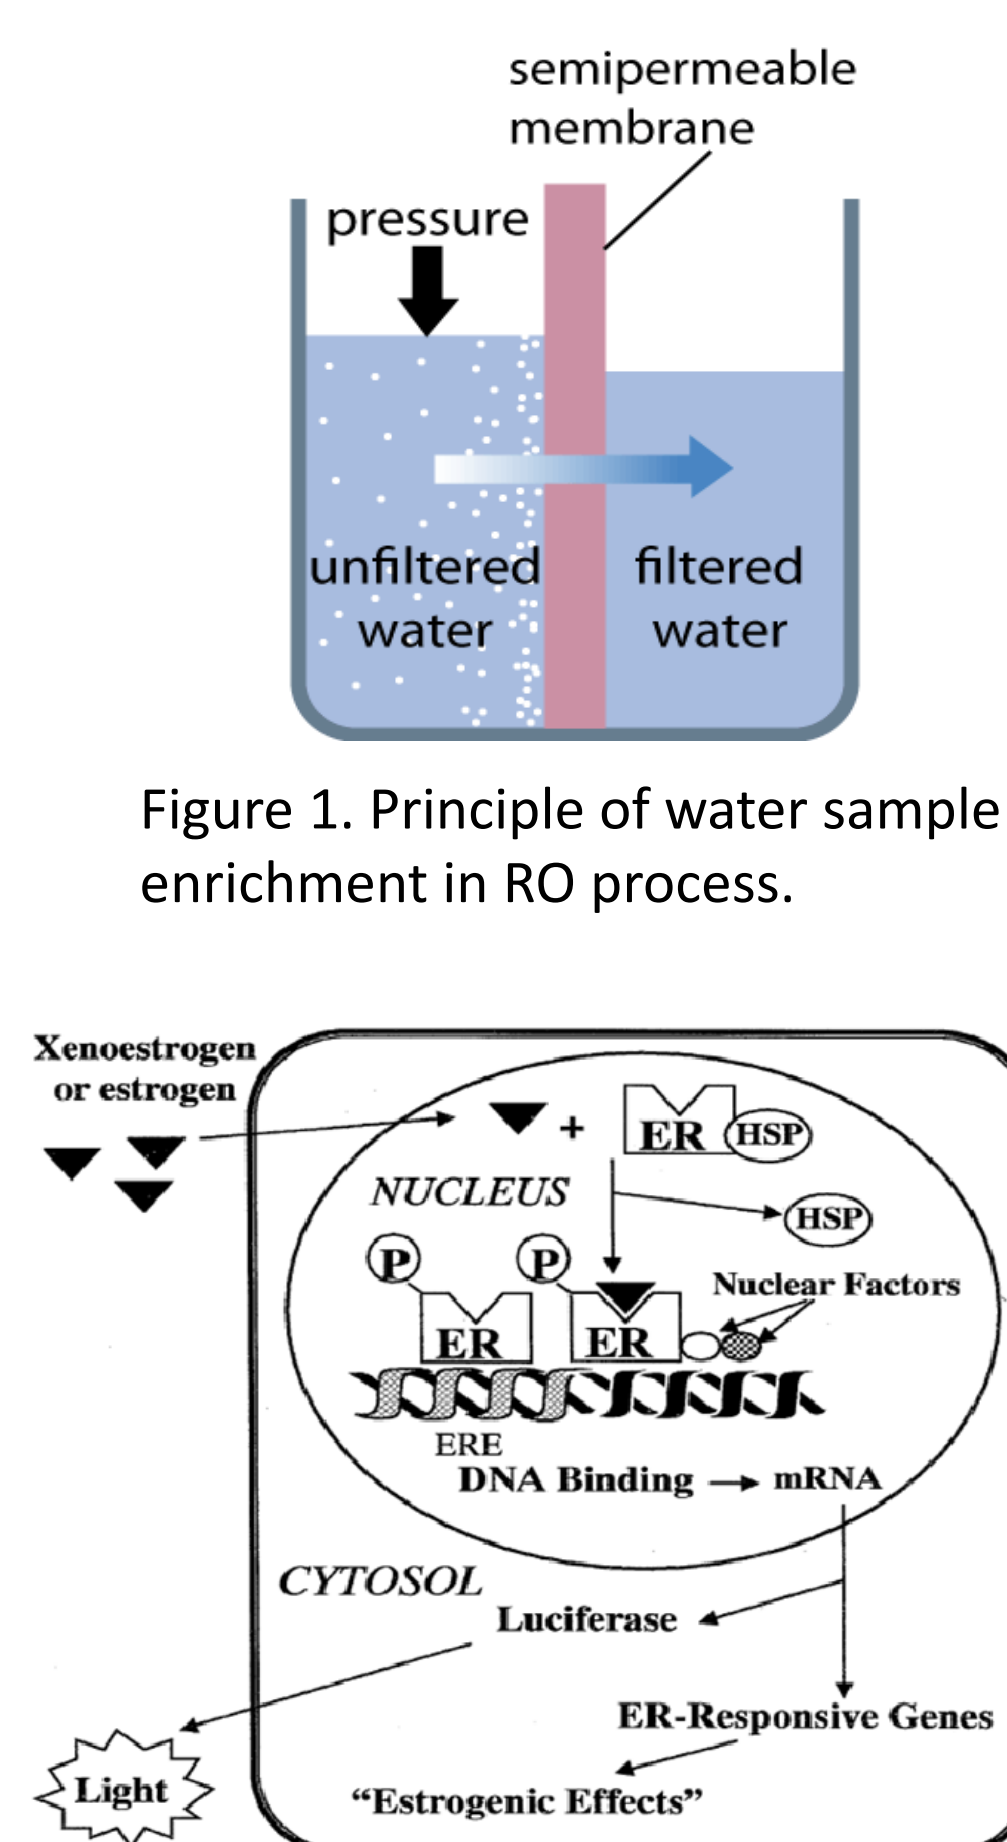 semipermeable
membrane
pressure
unfiltered
water
filtered
water
Figure 1. Principle of water sample
enrichment in RO process.
Xenoestrogen
or estrogen
+
ER
HSP
NUCLEUS
HSP
P
P
Nuclear Factors
ER
ER
ERE
DNA Binding → mRNA
CYTOSOL
Luciferase
ER-Responsive Genes
Light
“Estrogenic Effects”